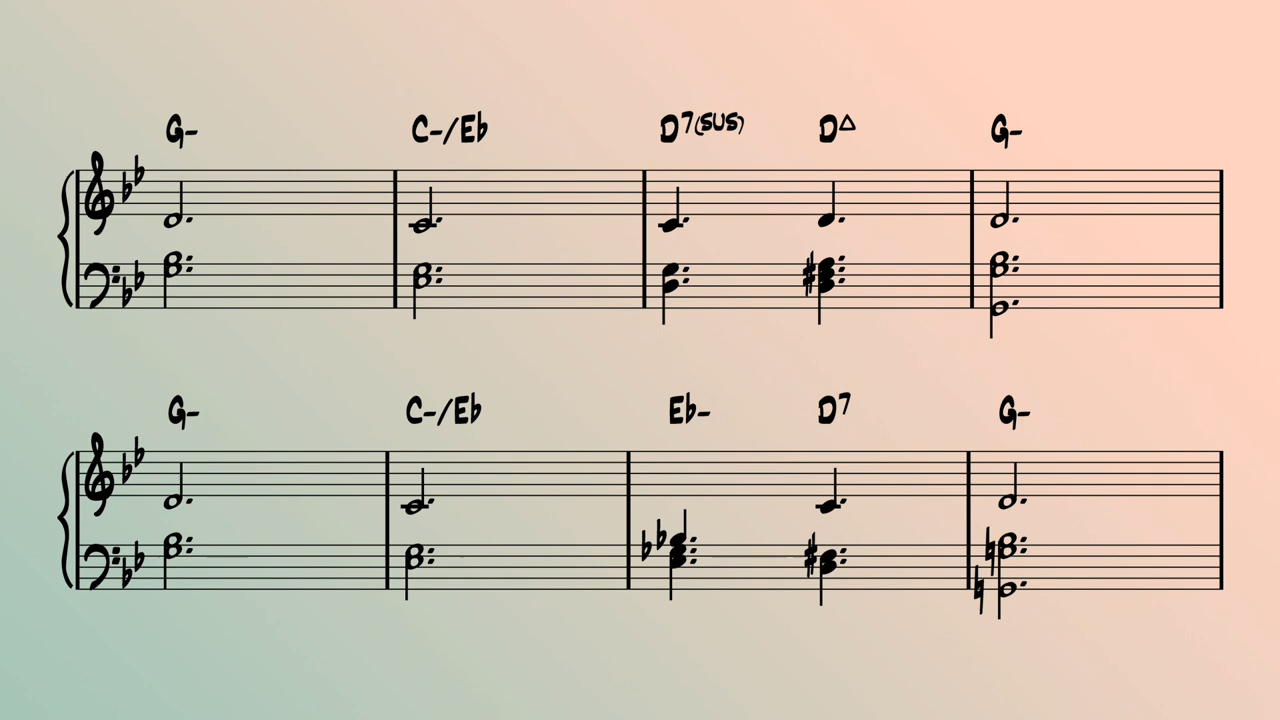 G- C-/Eb D7(SUS) D△ G-
G- C-/Eb Eb- D7 G-